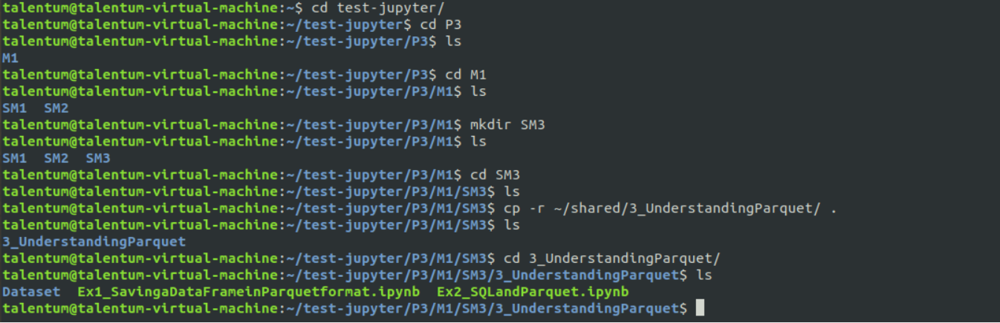 talentum@talentum-virtual-machine:~$ cd test-jupyter/
talentum@talentum-virtual-machine:~/test-jupyter$ cd P3
talentum@talentum-virtual-machine:~/test-jupyter/P3$ ls
M1
talentum@talentum-virtual-machine:~/test-jupyter/P3$ cd M1
talentum@talentum-virtual-machine:~/test-jupyter/P3/M1$ ls
SM1  SM2
talentum@talentum-virtual-machine:~/test-jupyter/P3/M1$ mkdir SM3
talentum@talentum-virtual-machine:~/test-jupyter/P3/M1$ ls
SM1  SM2  SM3
talentum@talentum-virtual-machine:~/test-jupyter/P3/M1$ cd SM3
talentum@talentum-virtual-machine:~/test-jupyter/P3/M1/SM3$ ls
talentum@talentum-virtual-machine:~/test-jupyter/P3/M1/SM3$ cp -r ~/shared/3_UnderstandingParquet/ .
talentum@talentum-virtual-machine:~/test-jupyter/P3/M1/SM3$ ls
3_UnderstandingParquet
talentum@talentum-virtual-machine:~/test-jupyter/P3/M1/SM3$ cd 3_UnderstandingParquet/
talentum@talentum-virtual-machine:~/test-jupyter/P3/M1/SM3/3_UnderstandingParquet$ ls
Dataset  Ex1_SavingaDataFrameinParquetformat.ipynb  Ex2_SQLandParquet.ipynb
talentum@talentum-virtual-machine:~/test-jupyter/P3/M1/SM3/3_UnderstandingParquet$